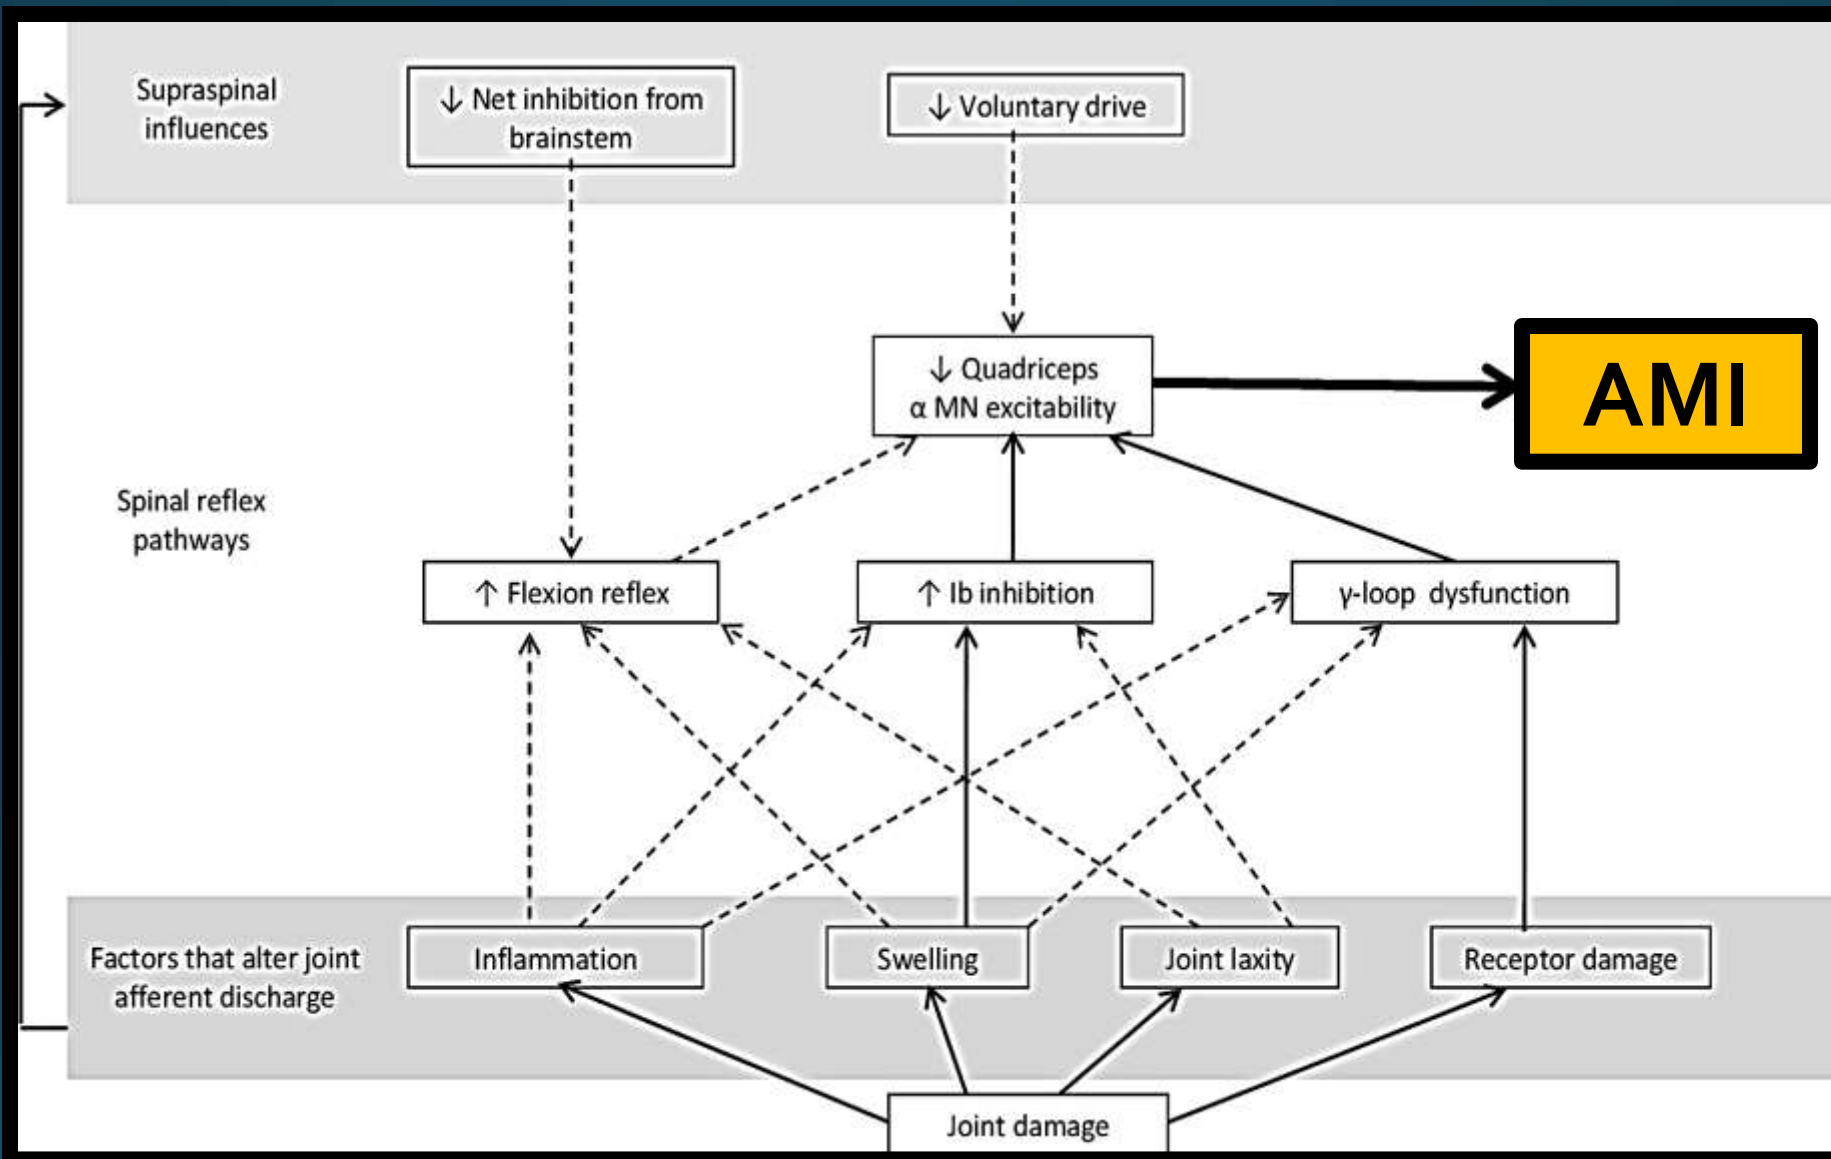 Supraspinal
influences
↓ Net inhibition from
brainstem
↓ Voluntary drive
↓ Quadriceps
α MN excitability
AMI
Spinal reflex
pathways
↑ Flexion reflex
↑ Ib inhibition
γ-loop dysfunction
Factors that alter joint
afferent discharge
Inflammation
Swelling
Joint laxity
Receptor damage
Joint damage